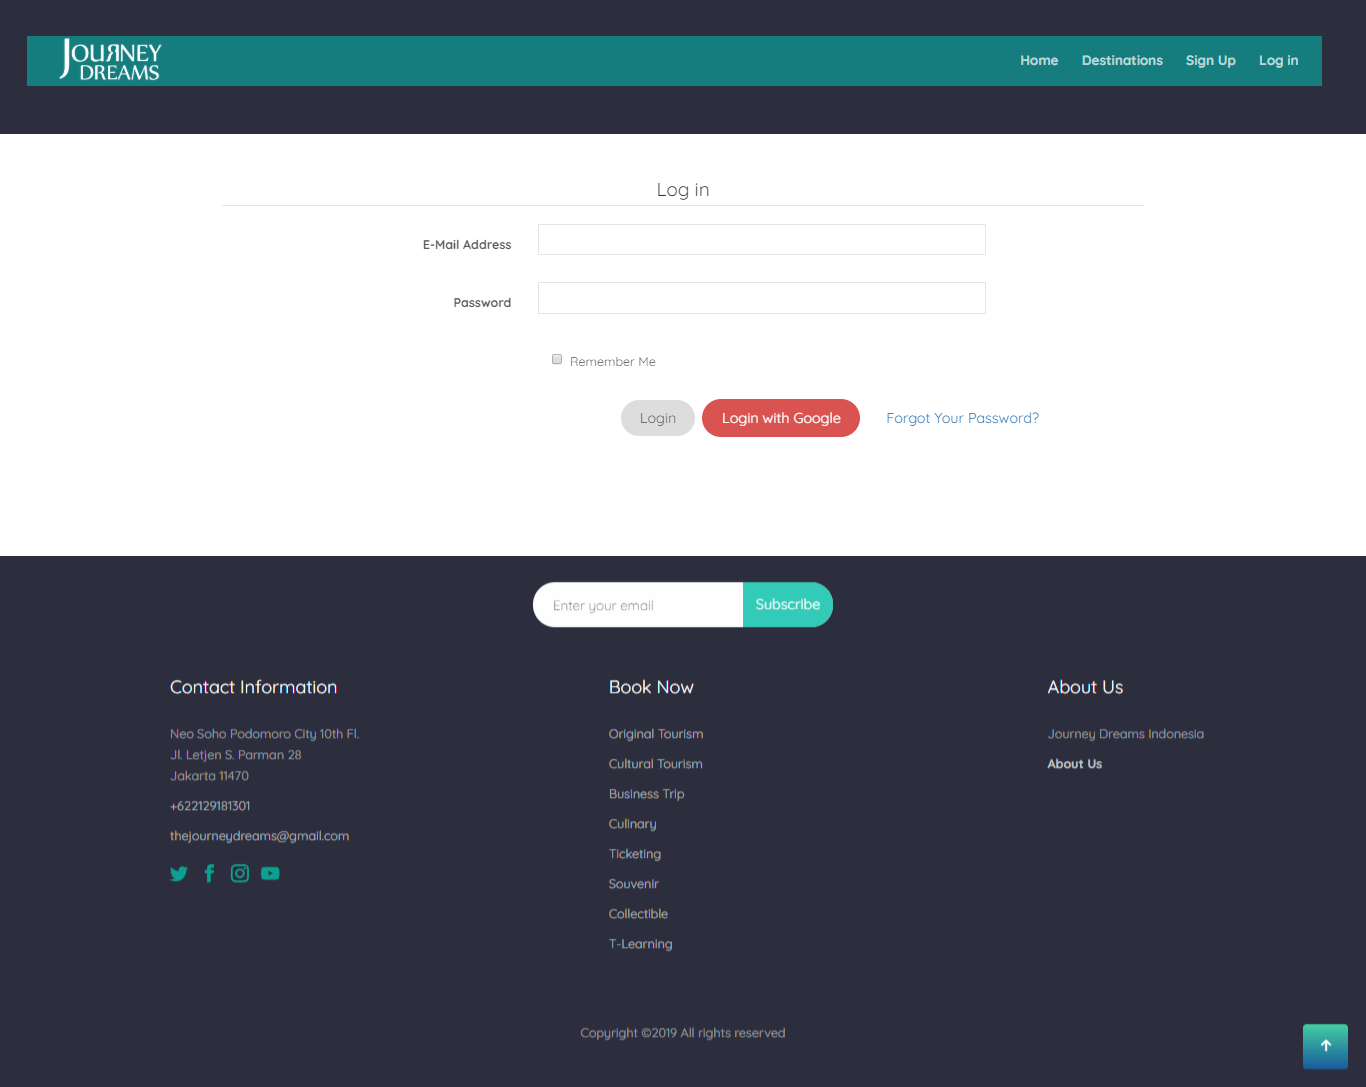 JOURNEY
DREAMS
Home Destinations Sign Up Log in
Log in
E-Mail Address
Password
Remember Me
Login Login with Google Forgot Your Password?
Enter your email Subscribe
Contact Information
Neo Soho Podomoro City 10th Fl.
Jl. Letjen S. Parman 28
Jakarta 11470
+622129181301
thejourneydreams@gmail.com
Book Now
Original Tourism
Cultural Tourism
Business Trip
Culinary
Ticketing
Souvenir
Collectible
T-Learning
About Us
Journey Dreams Indonesia
About Us
Copyright ©2019 All rights reserved